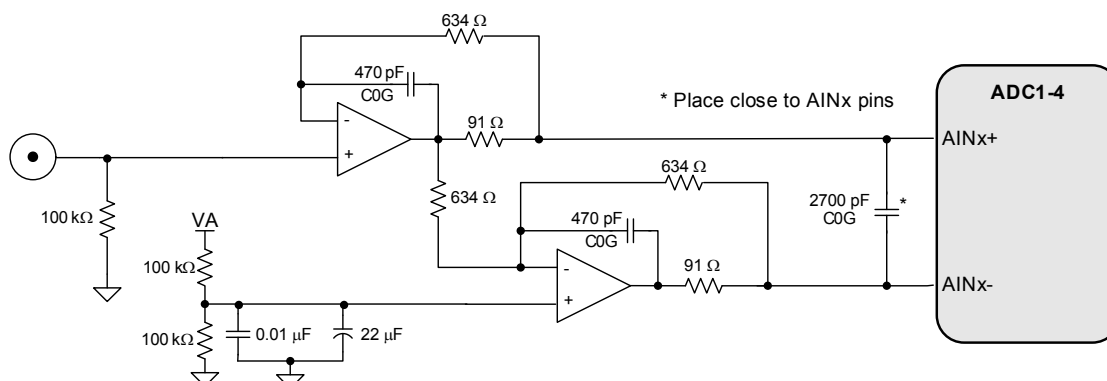 634 Ω
470 pF
C0G
* Place close to AINx pins
ADC1-4
-
+
91 Ω
AINx+
634 Ω
634 Ω
100 kΩ
VA
470 pF
C0G
2700 pF
C0G
*
100 kΩ
-
+
91 Ω
AINx-
100 kΩ
0.01 µF
22 µF